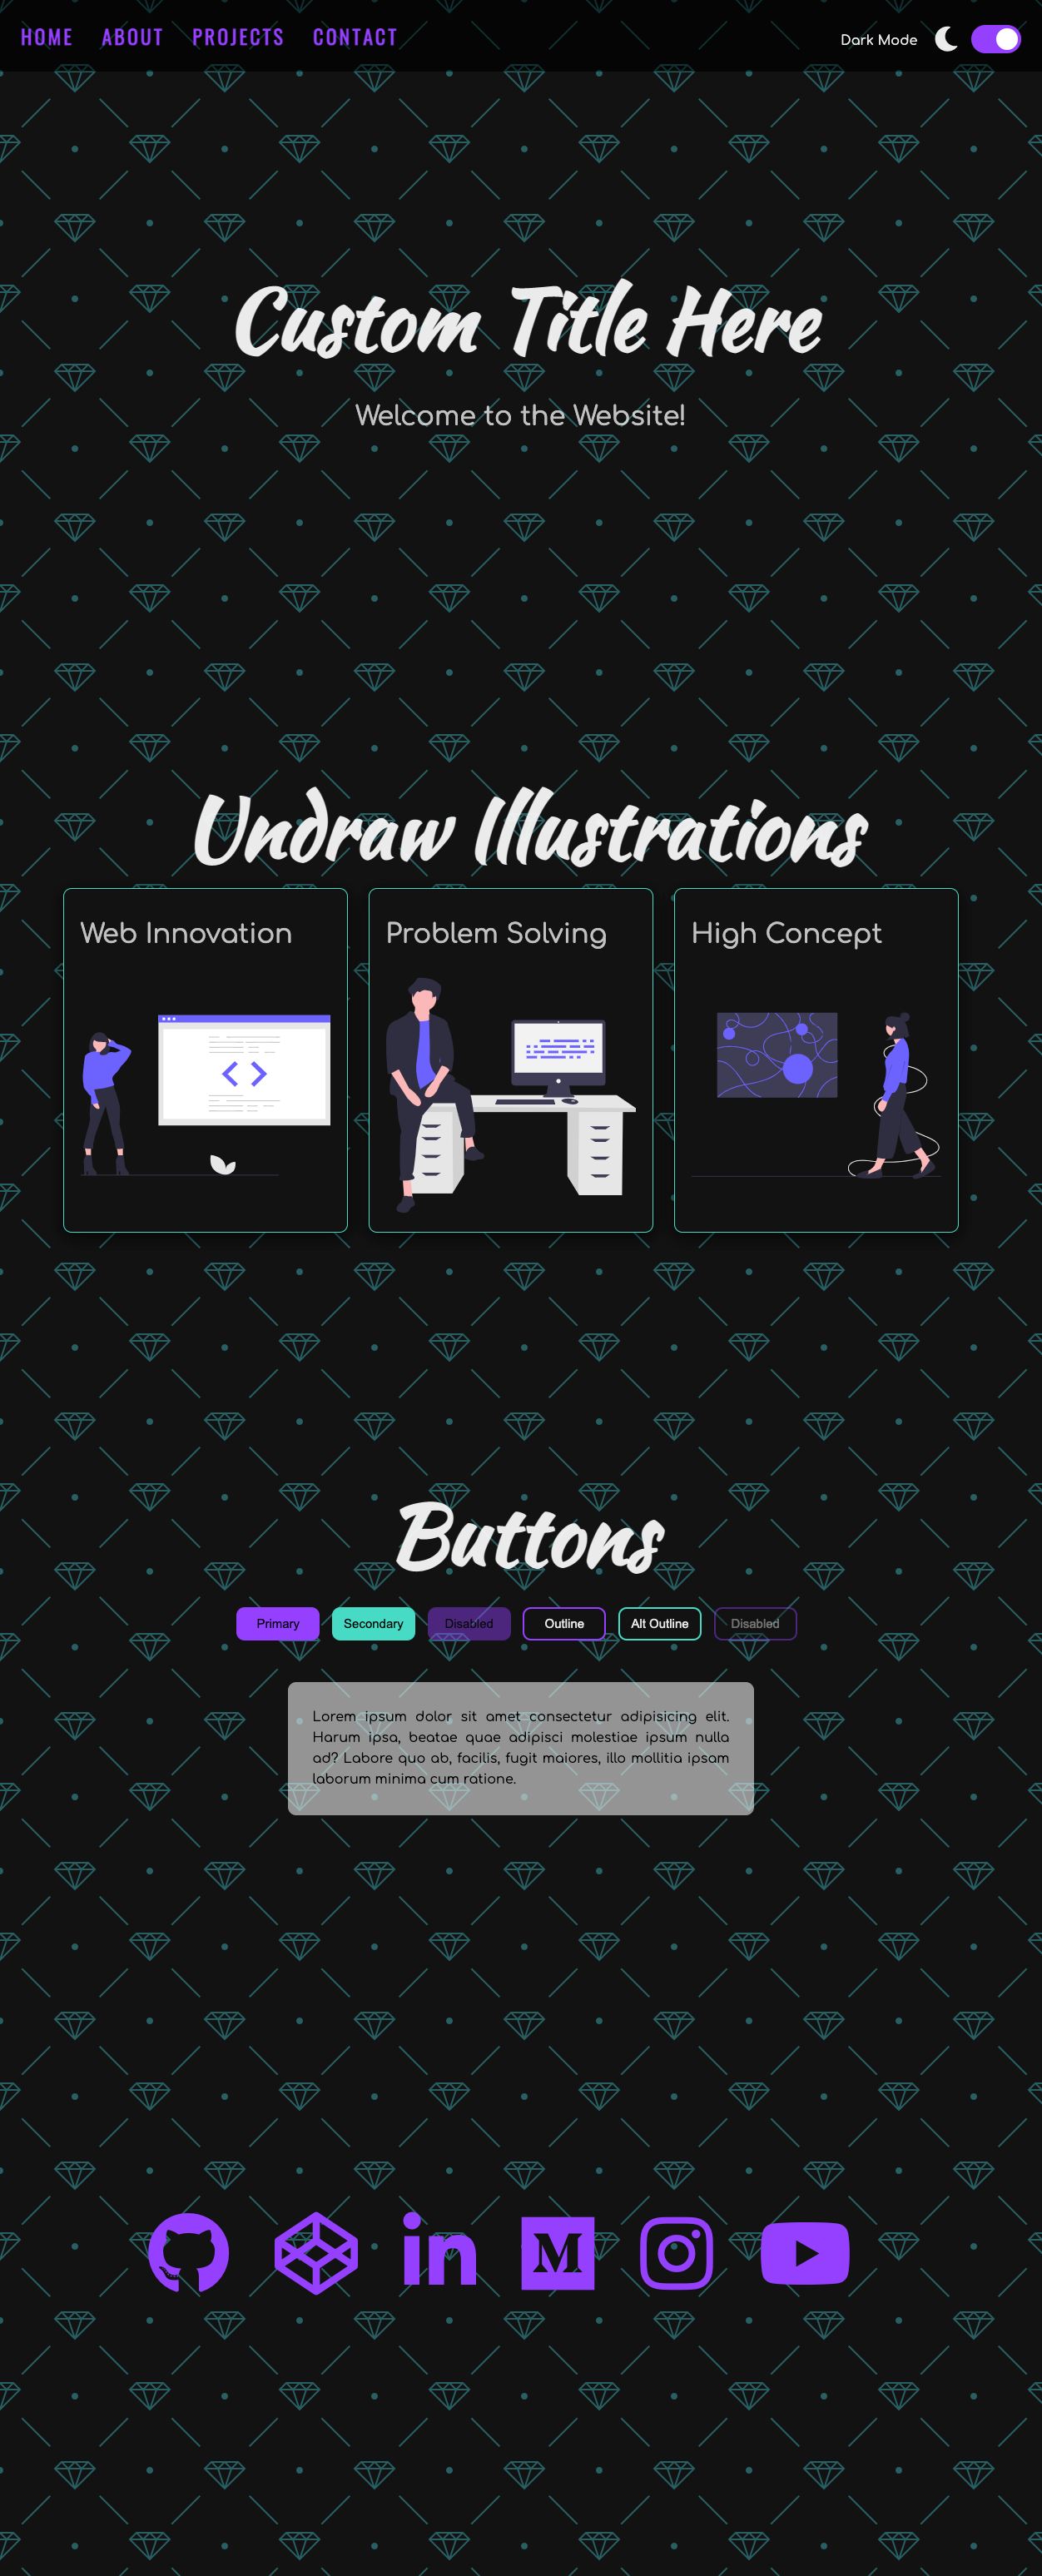 HOME ABOUT PROJECTS CONTACT Dark Mode
Custom Title Here
Welcome to the Website!
Undraw Illustrations
Web Innovation Problem Solving High Concept
Buttons
Primary Secondary Disabled Outline Alt Outline Disabled
Lorem ipsum dolor sit amet consectetur adipisicing elit.
Harum ipsa, beatae quae adipisci molestiae ipsum nulla
ad? Labore quo ab, facilis, fugit maiores, illo mollitia ipsam
laborum minima cum ratione.